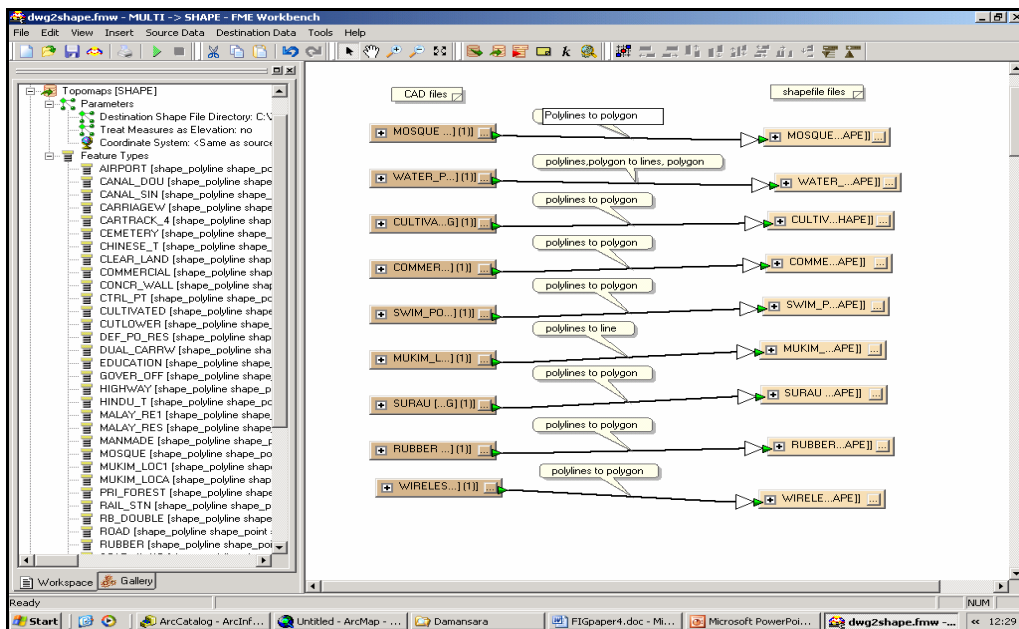 dwg2shape.fmw - MULTI -> SHAPE - FME Workbench
File Edit View Insert Source Data Destination Data Tools Help
Topomaps [SHAPE]
Parameters
Destination Shape File Directory: C:\
Treat Measures as Elevation: no
Coordinate System: <Same as source
Feature Types
AIRPORT [shape_polyline shape_pc
CANAL_DOU [shape_polyline shape
CANAL_SIN [shape_polyline shape_
CARRIAGEW [shape_polyline shape
CARTRACK_4 [shape_polyline shap
CEMETERY [shape_polyline shape_
CHINESE_T [shape_polyline shape_
CLEAR_LAND [shape_polyline shap
COMMERCIAL [shape_polyline shap
CONCR_WALL [shape_polyline shap
CTRL_PT [shape_polyline shape_pc
CULTIVATED [shape_polyline shape
CUTLOWER [shape_polyline shape_
DEF_PO_RES [shape_polyline shape
DUAL_CARRW [shape_polyline sha
EDUCATION [shape_polyline shape
GOVER_OFF [shape_polyline shape_
HIGHWAY [shape_polyline shape_p
HINDU_T [shape_polyline shape_po
MALAY_RE1 [shape_polyline shape_
MALAY_RES [shape_polyline shape_
MANMADE [shape_polyline shape_p
MOSQUE [shape_polyline shape_po
MUKIM_LOC1 [shape_polyline shape
MUKIM_LOCA [shape_polyline shape
PRI_FOREST [shape_polyline shape
RAIL_STN [shape_polyline shape_p
RB_DOUBLE [shape_polyline shape
ROAD [shape_polyline shape_point
RUBBER [shape_polyline shape_poi
Workspace Gallery
CAD files
shapefile files
Polylines to polygon
MOSQUE ...] (1)] ...
MOSQUE...APE]] ...
polylines,polygon to lines, polygon
WATER_P...] (1)] ...
WATER_...APE]] ...
polylines to polygon
CULTIVA...G] (1)] ...
CULTIV...HAPE]] ...
polylines to polygon
COMMER...] (1)] ...
COMME...APE]] ...
polylines to polygon
SWIM_PO...] (1)] ...
SWIM_P...APE]] ...
polylines to line
MUKIM_L...] (1)] ...
MUKIM_...APE]] ...
polylines to polygon
SURAU [...G] (1)] ...
SURAU ...APE]] ...
polylines to polygon
RUBBER ...] (1)] ...
RUBBER...APE]] ...
polylines to polygon
WIRELES...] (1)] ...
WIRELE...APE]] ...
Ready
NUM
Start ArcCatalog - ArcInf... Untitled - ArcMap - ... Damansara FIGpaper4.doc - Mi... Microsoft PowerPoi... dwg2shape.fmw -... « 12:29